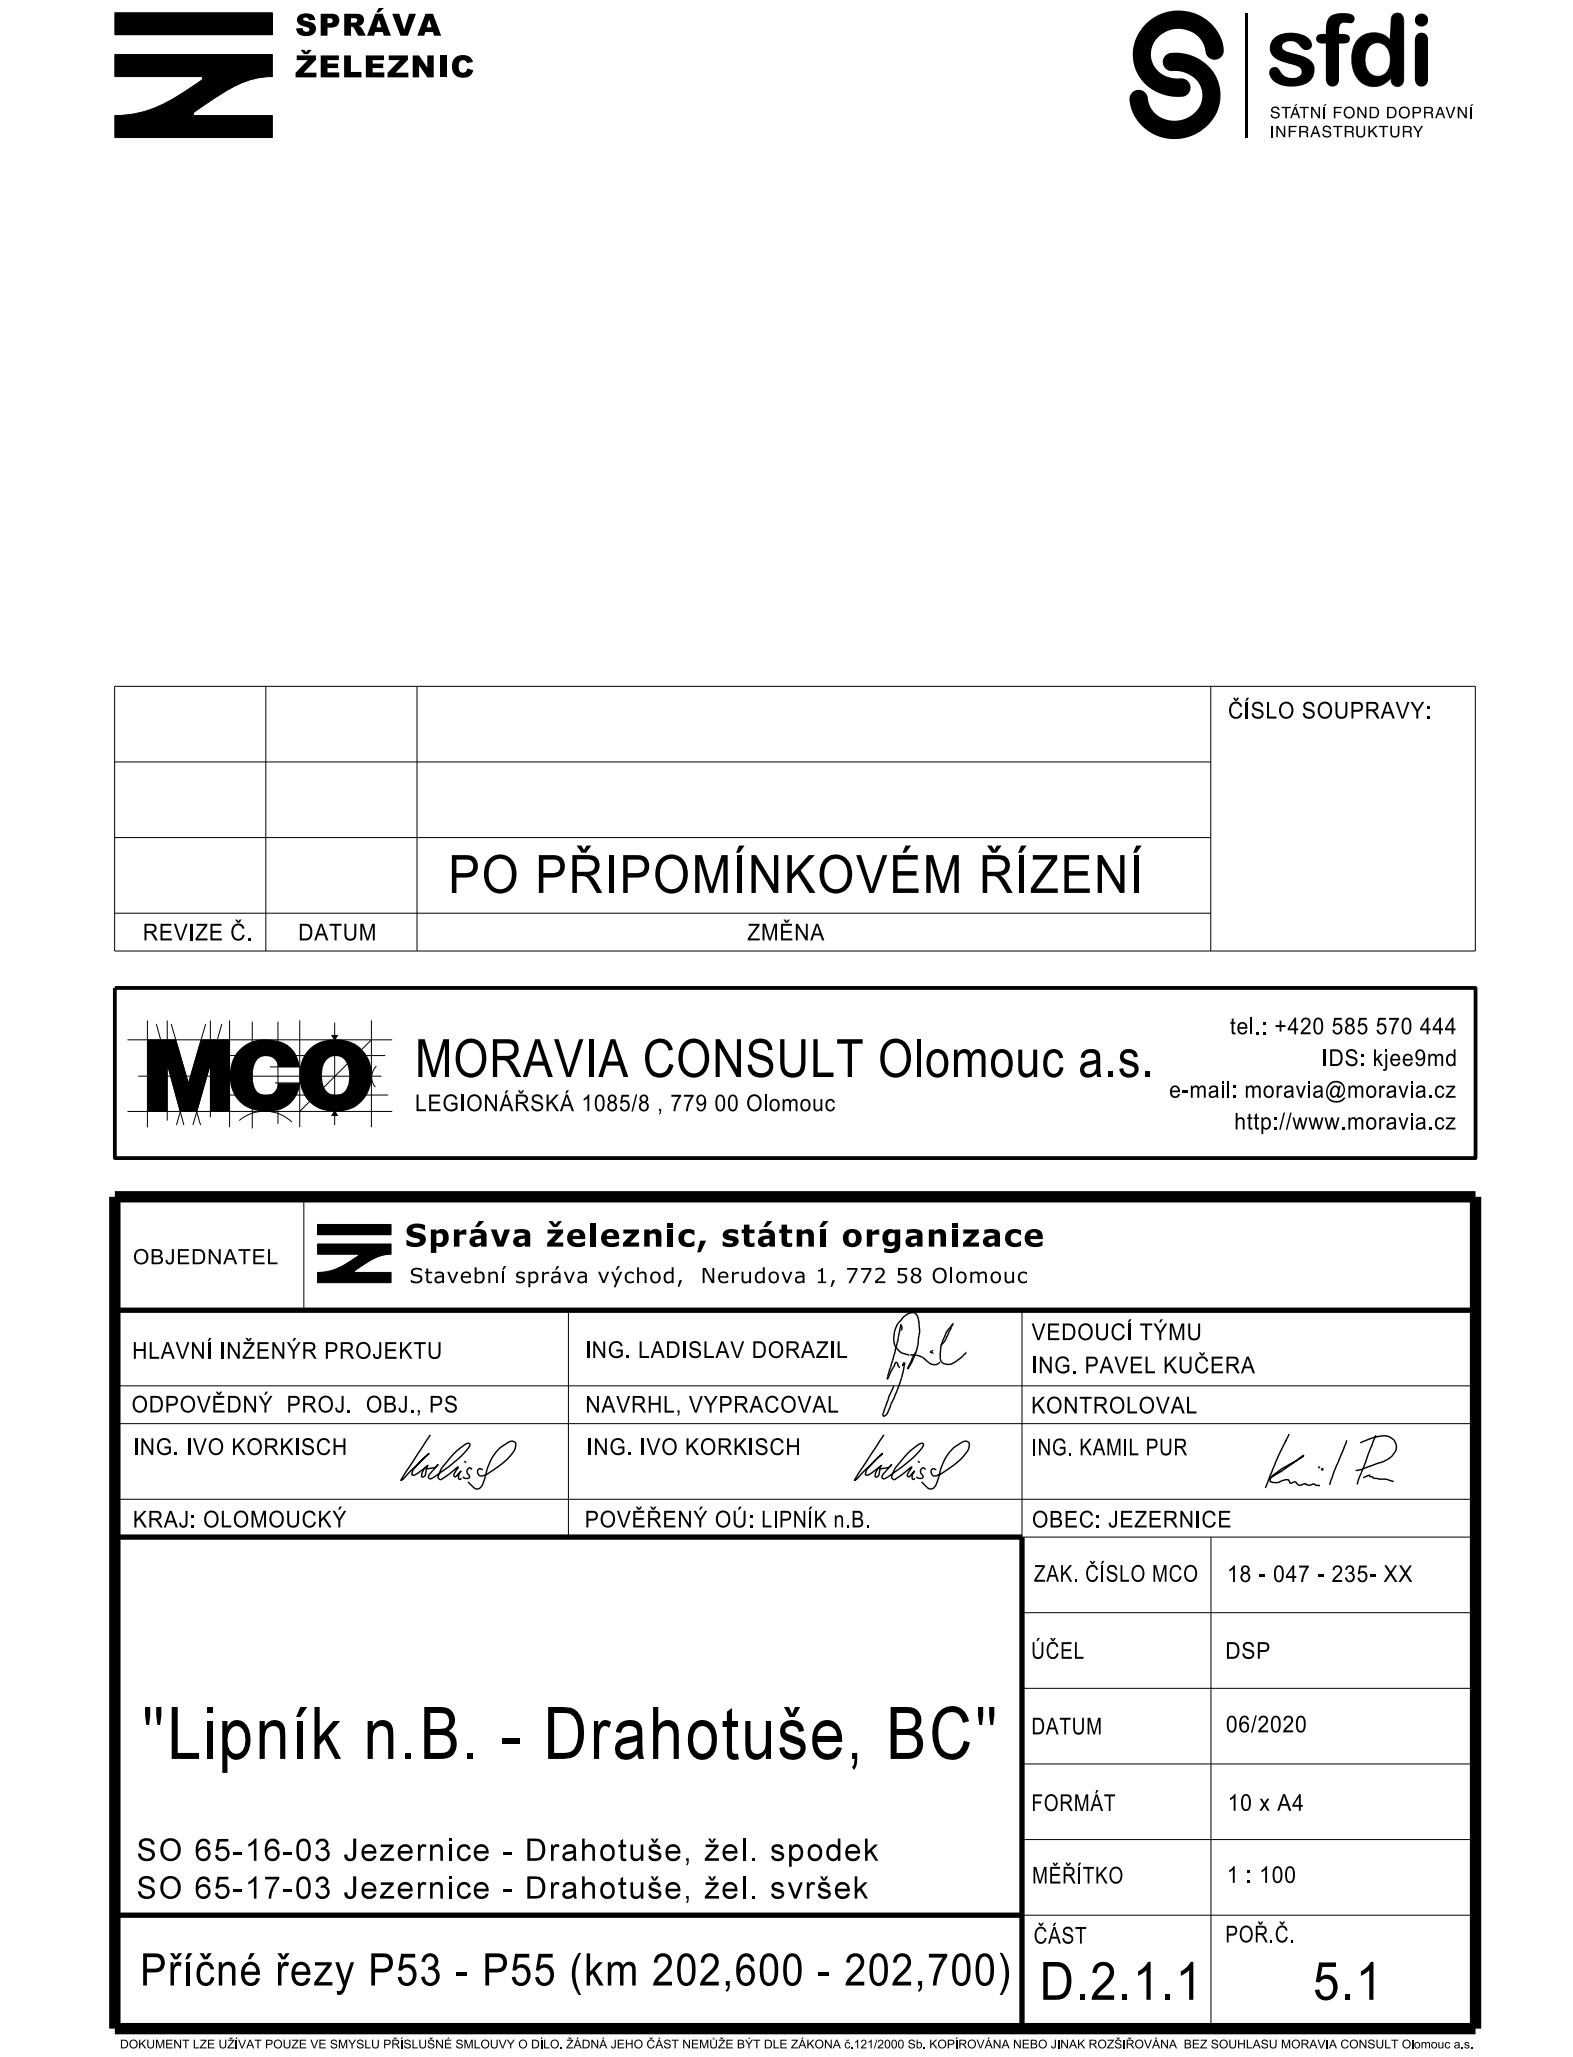 SPRÁVA
ŽELEZNIC
sfdi
STÁTNÍ FOND DOPRAVNÍ
INFRASTRUKTURY
ČÍSLO SOUPRAVY:
PO PŘIPOMÍNKOVÉM ŘÍZENÍ
REVIZE Č. DATUM ZMĚNA
MCO
MORAVIA CONSULT Olomouc a.s.
LEGIONÁŘSKÁ 1085/8 , 779 00 Olomouc
tel.: +420 585 570 444
IDS: kjee9md
e-mail: moravia@moravia.cz
http://www.moravia.cz
OBJEDNATEL
Správa železnic, státní organizace
Stavební správa východ, Nerudova 1, 772 58 Olomouc
HLAVNÍ INŽENÝR PROJEKTU
ING. LADISLAV DORAZIL
VEDOUCÍ TÝMU
ING. PAVEL KUČERA
ODPOVĚDNÝ PROJ. OBJ., PS
NAVRHL, VYPRACOVAL
KONTROLOVAL
ING. IVO KORKISCH
ING. IVO KORKISCH
ING. KAMIL PUR
KRAJ: OLOMOUCKÝ
POVĚŘENÝ OÚ: LIPNÍK n.B.
OBEC: JEZERNICE
"Lipník n.B. - Drahotuše, BC"
SO 65-16-03 Jezernice - Drahotuše, žel. spodek
SO 65-17-03 Jezernice - Drahotuše, žel. svršek
Příčné řezy P53 - P55 (km 202,600 - 202,700)
ZAK. ČÍSLO MCO 18 - 047 - 235- XX
ÚČEL DSP
DATUM 06/2020
FORMÁT 10 x A4
MĚŘÍTKO 1 : 100
ČÁST POŘ.Č.
D.2.1.1 5.1
DOKUMENT LZE UŽÍVAT POUZE VE SMYSLU PŘÍSLUŠNÉ SMLOUVY O DÍLO. ŽÁDNÁ JEHO ČÁST NEMŮŽE BÝT DLE ZÁKONA č.121/2000 Sb. KOPÍROVÁNA NEBO JINAK ROZŠIŘOVÁNA BEZ SOUHLASU MORAVIA CONSULT Olomouc a.s.